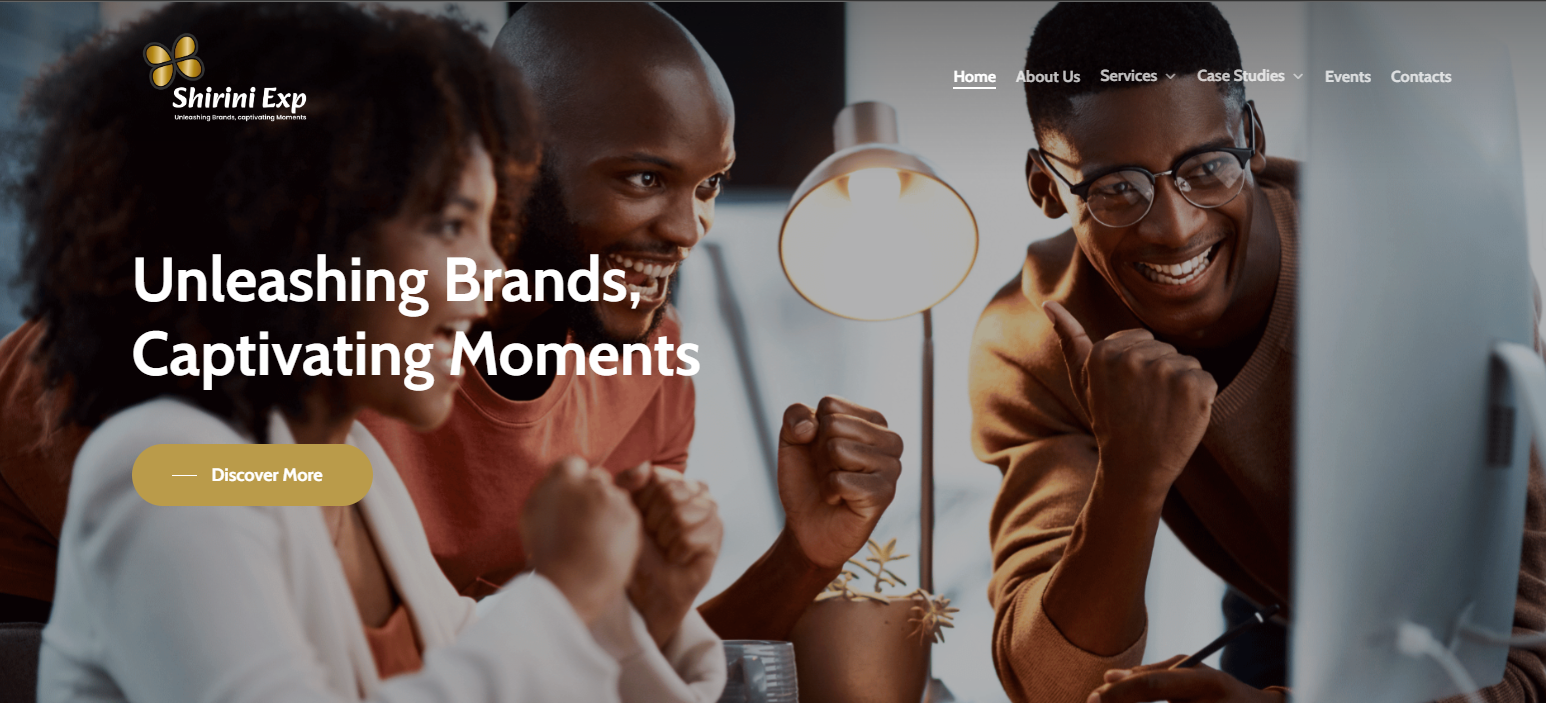 Shirini Exp
Unleashing Brands, captivating Moments
Home About Us Services Case Studies Events Contacts
Unleashing Brands,
Captivating Moments
Discover More